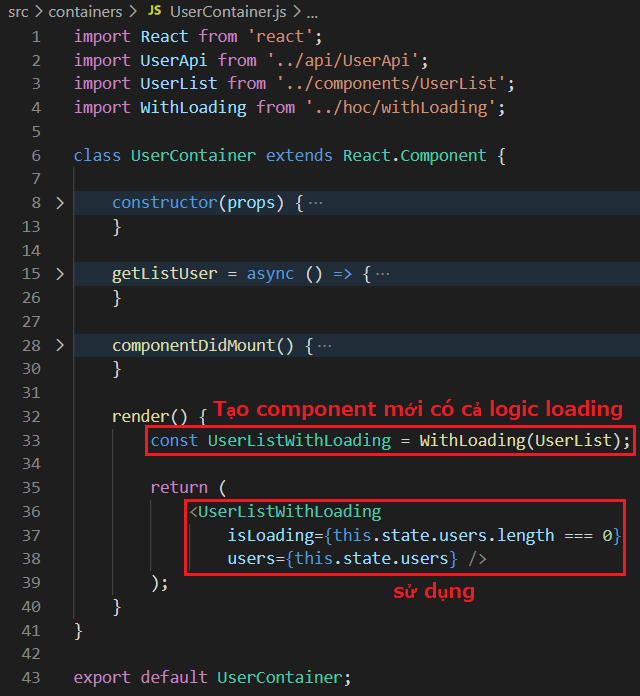 src > containers > JS UserContainer.js > ...
1 import React from 'react';
2 import UserApi from '../api/UserApi';
3 import UserList from '../components/UserList';
4 import WithLoading from '../hoc/withLoading';
5
6 class UserContainer extends React.Component {
7
8 > constructor(props) { ...
13 }
14
15 > getListUser = async () => { ...
26 }
27
28 > componentDidMount() { ...
30 }
31
Tạo component mới có cả logic loading
32 render() {
33 const UserListWithLoading = WithLoading(UserList);
34
35 return (
36 <UserListWithLoading
37 isLoading={this.state.users.length === 0}
38 users={this.state.users} />
39 );
sử dụng
40 }
41 }
42
43 export default UserContainer;